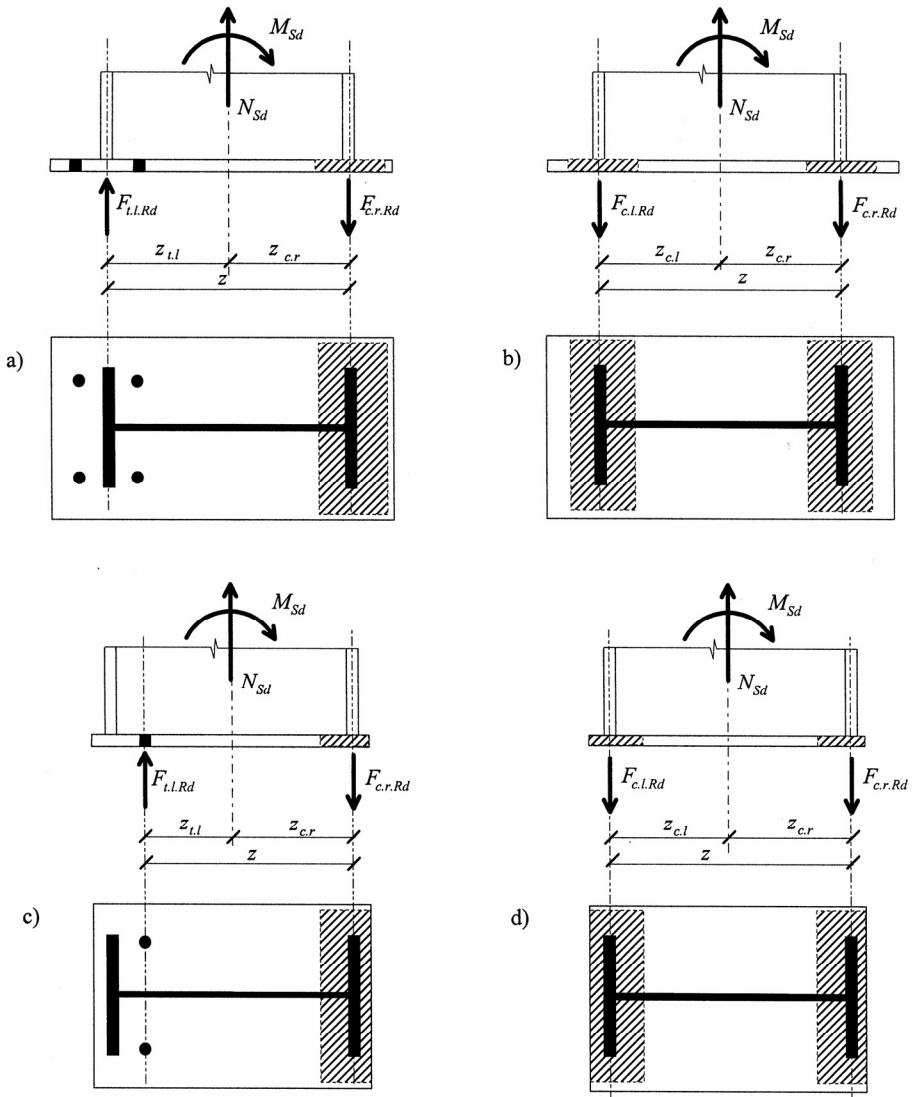 M_Sd
N_Sd
F_t.l.Rd
F_c.r.Rd
z_t.l
z_c.r
z
a)
M_Sd
N_Sd
F_c.l.Rd
F_c.r.Rd
z_c.l
z_c.r
z
b)
M_Sd
N_Sd
F_t.l.Rd
F_c.r.Rd
z_t.l
z_c.r
z
c)
M_Sd
N_Sd
F_c.l.Rd
F_c.r.Rd
z_c.l
z_c.r
z
d)